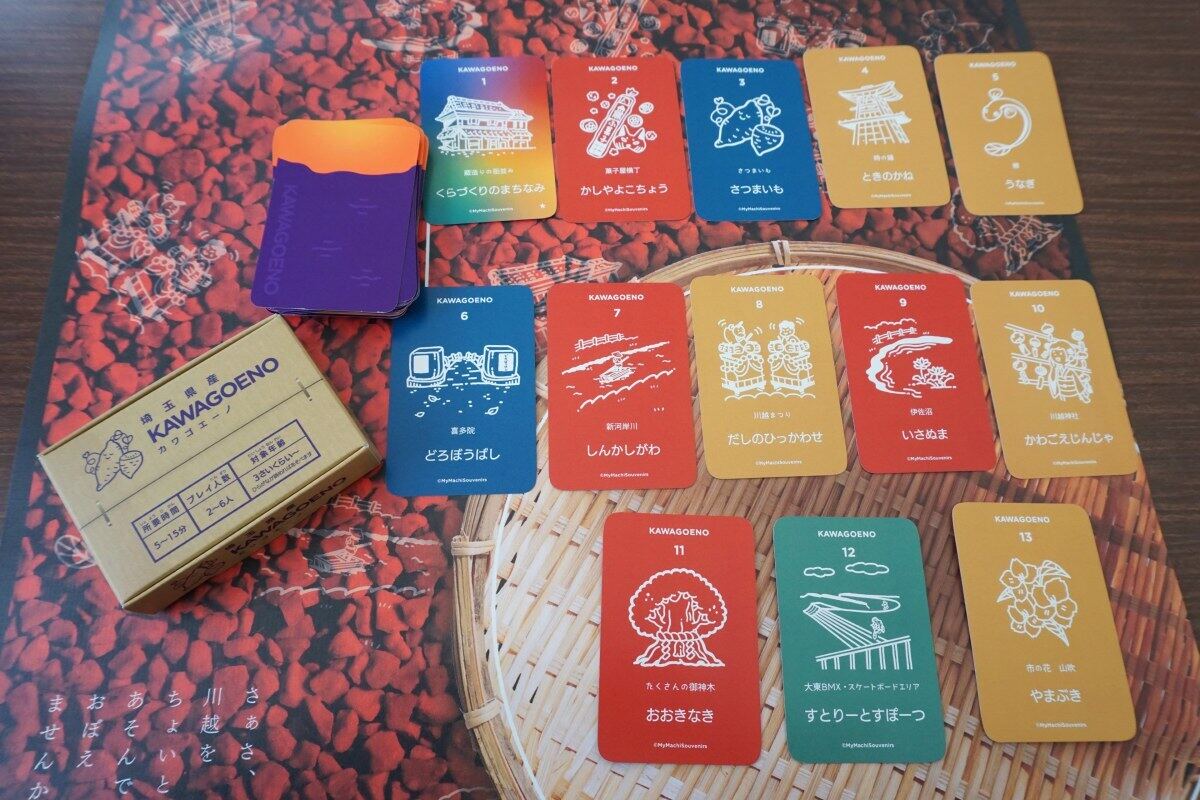 KAWAGOENO
1
蔵造りの街並み
くらづくりのまちなみ
©MyMachiSouvenirs
KAWAGOENO
2
菓子屋横丁
かしやよこちょう
©MyMachiSouvenirs
KAWAGOENO
3
さつまいも
さつまいも
©MyMachiSouvenirs
KAWAGOENO
4
時の鐘
ときのかね
©MyMachiSouvenirs
KAWAGOENO
5
うなぎ
©MyMachiSouvenirs
KAWAGOENO
KAWAGOENO
6
喜多院
どろぼうばし
©MyMachiSouvenirs
KAWAGOENO
7
新河岸川
しんかしがわ
©MyMachiSouvenirs
KAWAGOENO
8
川越まつり
だしのひっかわせ
©MyMachiSouvenirs
KAWAGOENO
9
伊佐沼
いさぬま
©MyMachiSouvenirs
KAWAGOENO
10
川越神社
かわごえじんじゃ
©MyMachiSouvenirs
KAWAGOENO
11
たくさんの御神木
おおきなき
©MyMachiSouvenirs
KAWAGOENO
12
大東BMX・スケートボードエリア
すとりーとすぽーつ
©MyMachiSouvenirs
KAWAGOENO
13
市の花 山吹
やまぶき
©MyMachiSouvenirs
埼玉県産
KAWAGOENO
カワゴエーノ
所要時間
5〜15分
プレイ人数
2〜6人
対象年齢
3さいくらい〜
KAWAGOENO
さぁさ、
川越を
ちょいと
あそんで
おぼえ
ませんか